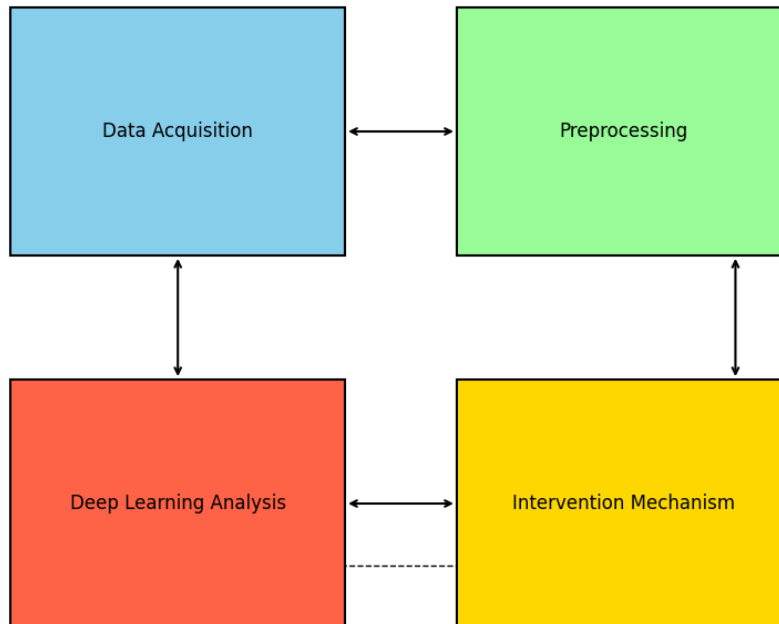 Data Acquisition
Preprocessing
Deep Learning Analysis
Intervention Mechanism